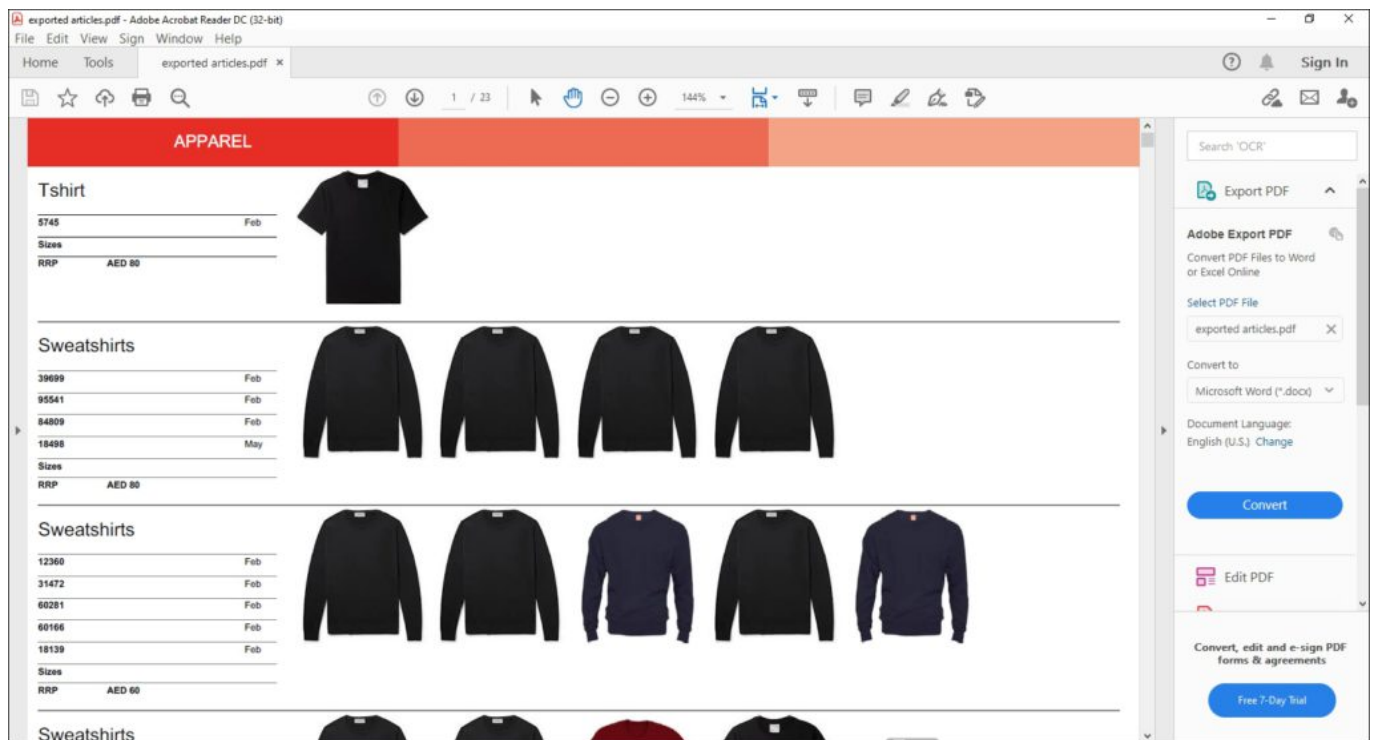 exported articles.pdf - Adobe Acrobat Reader DC (32-bit)
File Edit View Sign Window Help
Home Tools exported articles.pdf × Sign In
1 / 23 144%
APPAREL
Tshirt
5745 Feb
Sizes
RRP AED 80
Sweatshirts
39699 Feb
95541 Feb
84809 Feb
18498 May
Sizes
RRP AED 80
Sweatshirts
12360 Feb
31472 Feb
60281 Feb
60166 Feb
18139 Feb
Sizes
RRP AED 60
Sweatshirts
Search 'OCR'
Export PDF
Adobe Export PDF
Convert PDF Files to Word
or Excel Online
Select PDF File
exported articles.pdf
Convert to
Microsoft Word (*.docx)
Document Language:
English (U.S.) Change
Convert
Edit PDF
Convert, edit and e-sign PDF
forms & agreements
Free 7-Day Trial